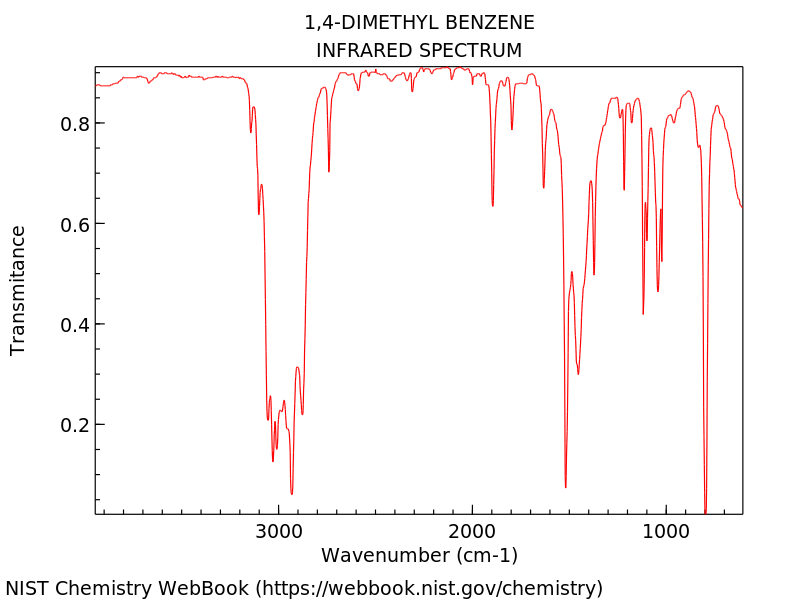 1,4-DIMETHYL BENZENE
INFRARED SPECTRUM
0.8
0.6
0.4
0.2
Transmitance
3000 2000 1000
Wavenumber (cm-1)
NIST Chemistry WebBook (https://webbook.nist.gov/chemistry)